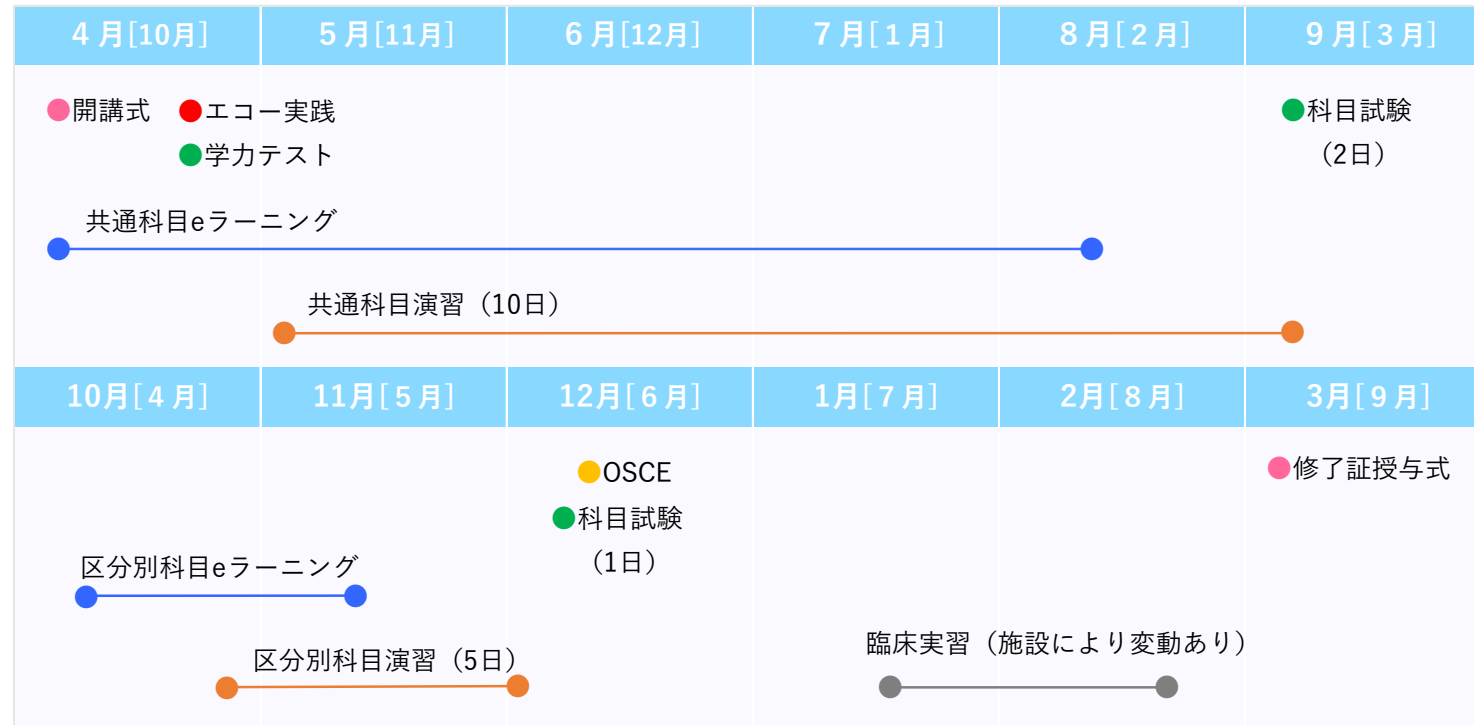 4月[10月] 5月[11月] 6月[12月] 7月[1月] 8月[2月] 9月[3月]
●開講式 ●エコー実践 ●科目試験
●学力テスト (2日)
共通科目eラーニング
共通科目演習（10日）
10月[4月] 11月[5月] 12月[6月] 1月[7月] 2月[8月] 3月[9月]
●OSCE ●修了証授与式
●科目試験
（1日）
区分別科目eラーニング
区分別科目演習（5日）
臨床実習（施設により変動あり）